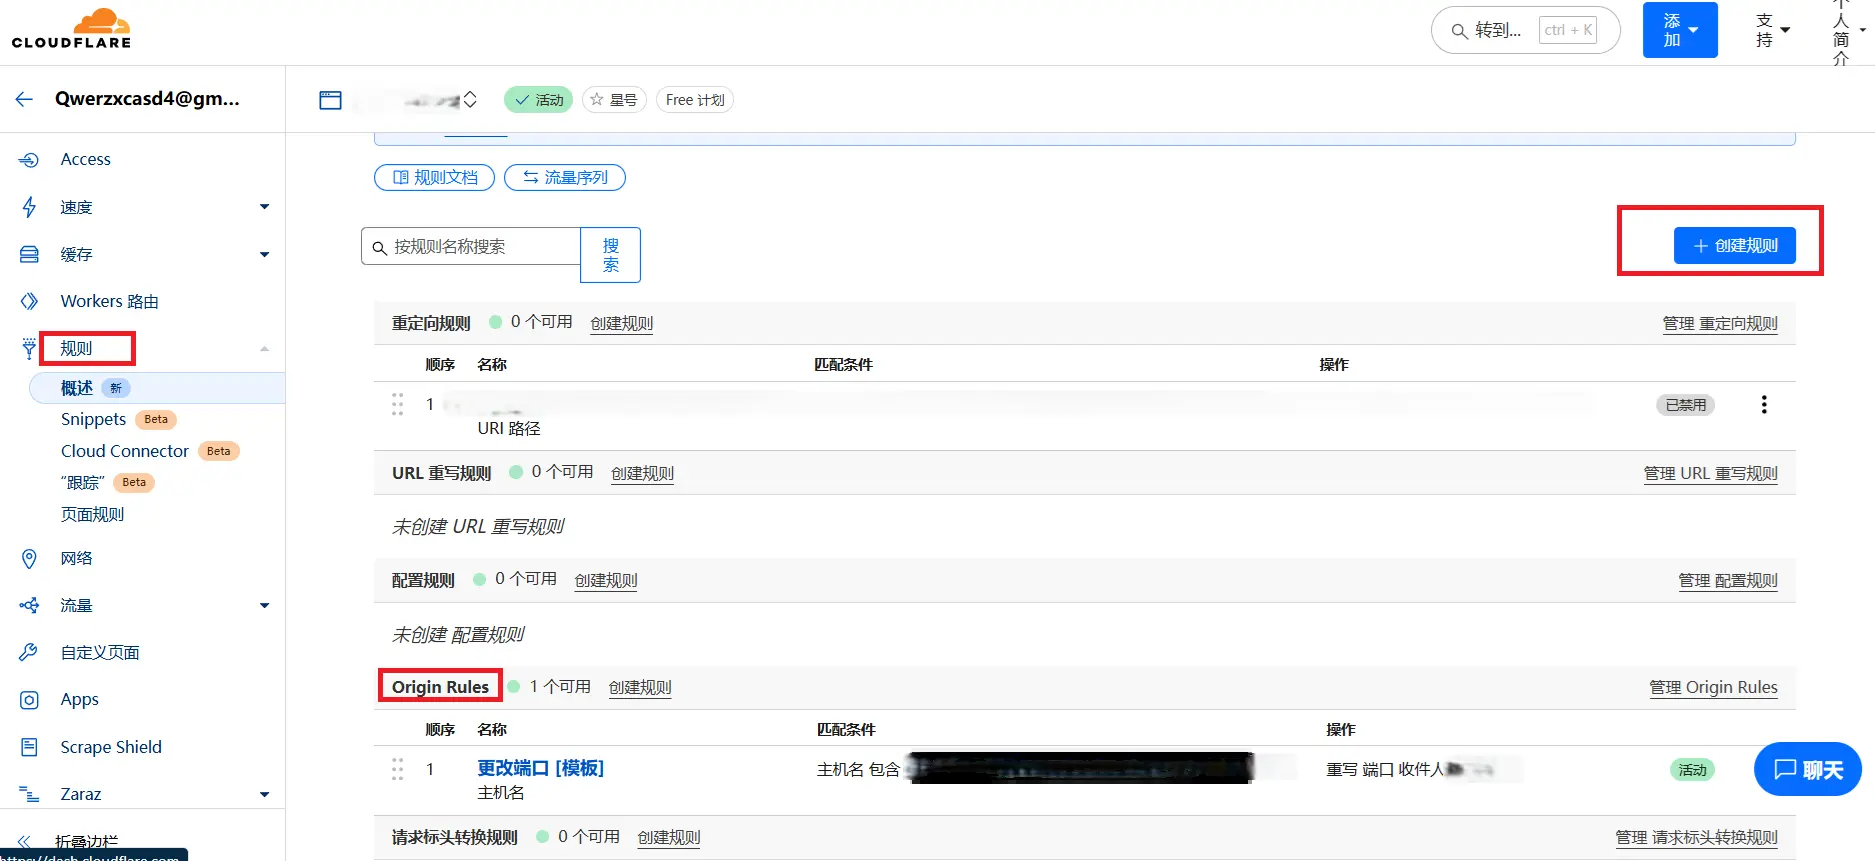 CLOUDFLARE
转到... ctrl + K
添加
支持
个人简介
Qwerzxcasd4@gm...
活动 星号 Free 计划
Access
速度
缓存
Workers 路由
规则
概述 新
Snippets Beta
Cloud Connector Beta
“跟踪” Beta
页面规则
网络
流量
自定义页面
Apps
Scrape Shield
Zaraz
折叠边栏
https://dash.cloudflare.com
规则文档 流量序列
按规则名称搜索 搜索
创建规则
重定向规则 0 个可用 创建规则 管理 重定向规则
顺序 名称 匹配条件 操作
1 已禁用
URI 路径
URL 重写规则 0 个可用 创建规则 管理 URL 重写规则
未创建 URL 重写规则
配置规则 0 个可用 创建规则 管理 配置规则
未创建 配置规则
Origin Rules 1 个可用 创建规则 管理 Origin Rules
顺序 名称 匹配条件 操作
1 更改端口 [模板] 主机名 包含 重写 端口 收件人 活动
主机名
请求标头转换规则 0 个可用 创建规则 管理 请求标头转换规则
聊天